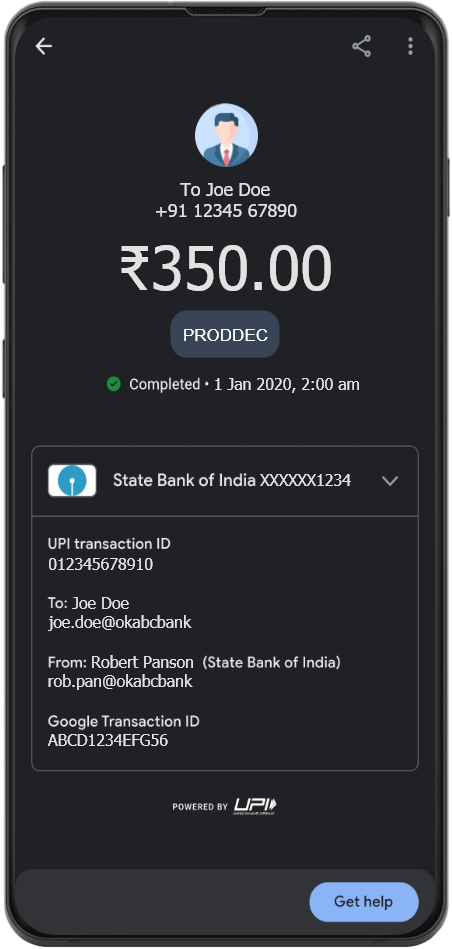 To Joe Doe
+91 12345 67890
₹350.00
PRODDEC
Completed • 1 Jan 2020, 2:00 am
State Bank of India XXXXXX1234
UPI transaction ID
012345678910
To: Joe Doe
joe.doe@okabcbank
From: Robert Panson (State Bank of India)
rob.pan@okabcbank
Google Transaction ID
ABCD1234EFG56
POWERED BY UPI
Get help